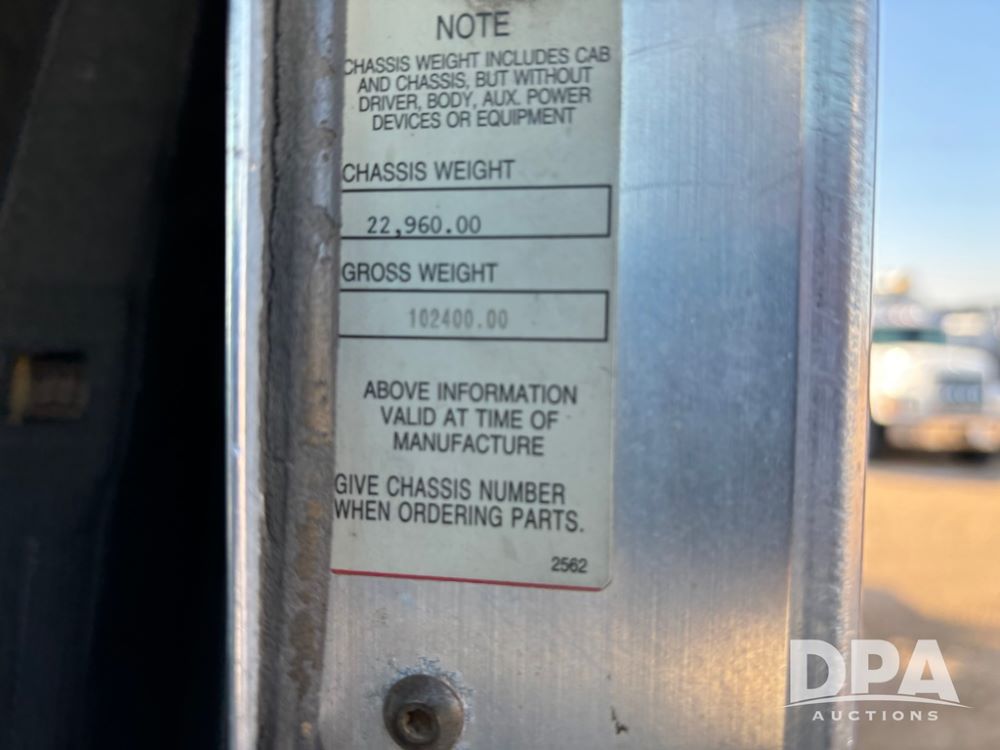 NOTE
CHASSIS WEIGHT INCLUDES CAB
AND CHASSIS, BUT WITHOUT
DRIVER, BODY, AUX. POWER
DEVICES OR EQUIPMENT
CHASSIS WEIGHT
22,960.00
GROSS WEIGHT
102400.00
ABOVE INFORMATION
VALID AT TIME OF
MANUFACTURE
GIVE CHASSIS NUMBER
WHEN ORDERING PARTS.
2562
DPA
AUCTIONS